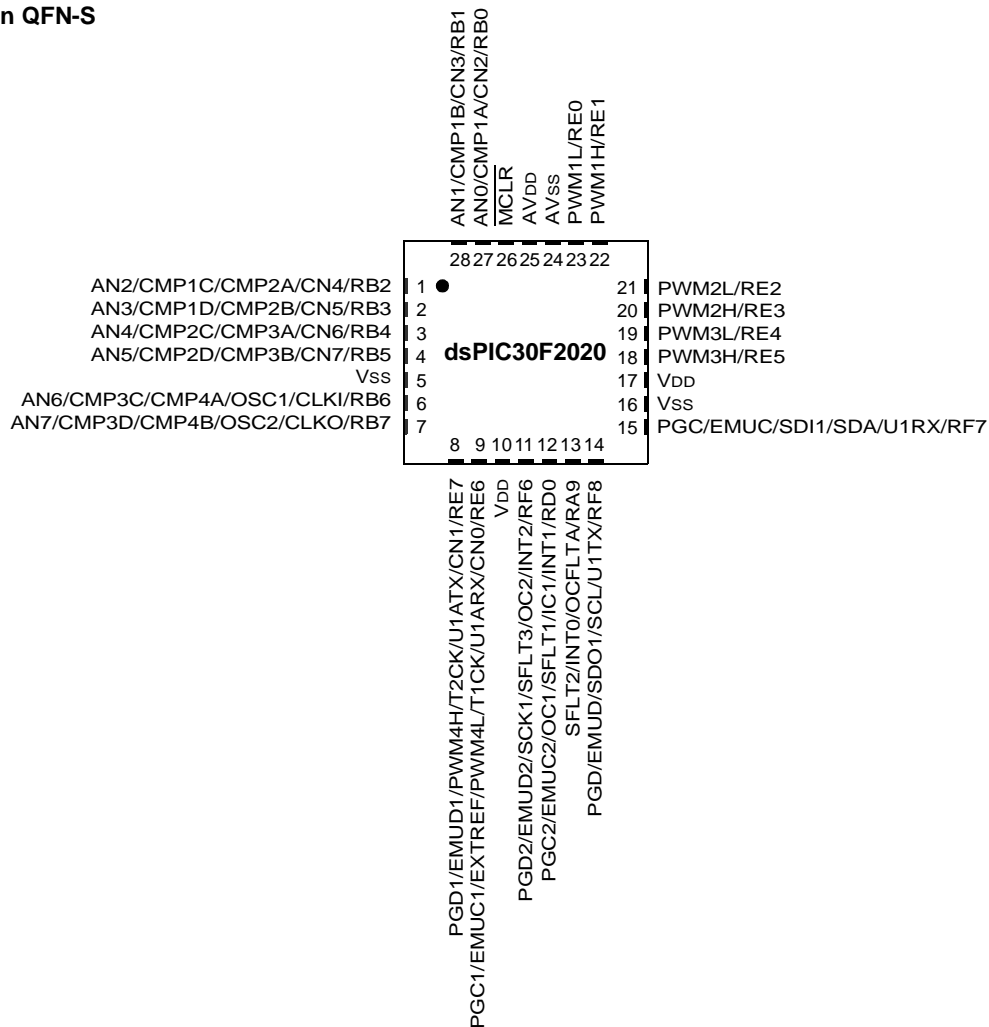 n QFN-S
AN1/CMP1B/CN3/RB1
AN0/CMP1A/CN2/RB0
MCLR
AVDD
AVSS
PWM1L/RE0
PWM1H/RE1
28 27 26 25 24 23 22
AN2/CMP1C/CMP2A/CN4/RB2 1
AN3/CMP1D/CMP2B/CN5/RB3 2
AN4/CMP2C/CMP3A/CN6/RB4 3
AN5/CMP2D/CMP3B/CN7/RB5 4
VSS 5
AN6/CMP3C/CMP4A/OSC1/CLKI/RB6 6
AN7/CMP3D/CMP4B/OSC2/CLKO/RB7 7
dsPIC30F2020
21 PWM2L/RE2
20 PWM2H/RE3
19 PWM3L/RE4
18 PWM3H/RE5
17 VDD
16 VSS
15 PGC/EMUC/SDI1/SDA/U1RX/RF7
8 9 10 11 12 13 14
PGD1/EMUD1/PWM4H/T2CK/U1ATX/CN1/RE7
PGC1/EMUC1/EXTREF/PWM4L/T1CK/U1ARX/CN0/RE6
VDD
PGD2/EMUD2/SCK1/SFLT3/OC2/INT2/RF6
PGC2/EMUC2/OC1/SFLT1/IC1/INT1/RD0
SFLT2/INT0/OCFLTA/RA9
PGD/EMUD/SDO1/SCL/U1TX/RF8